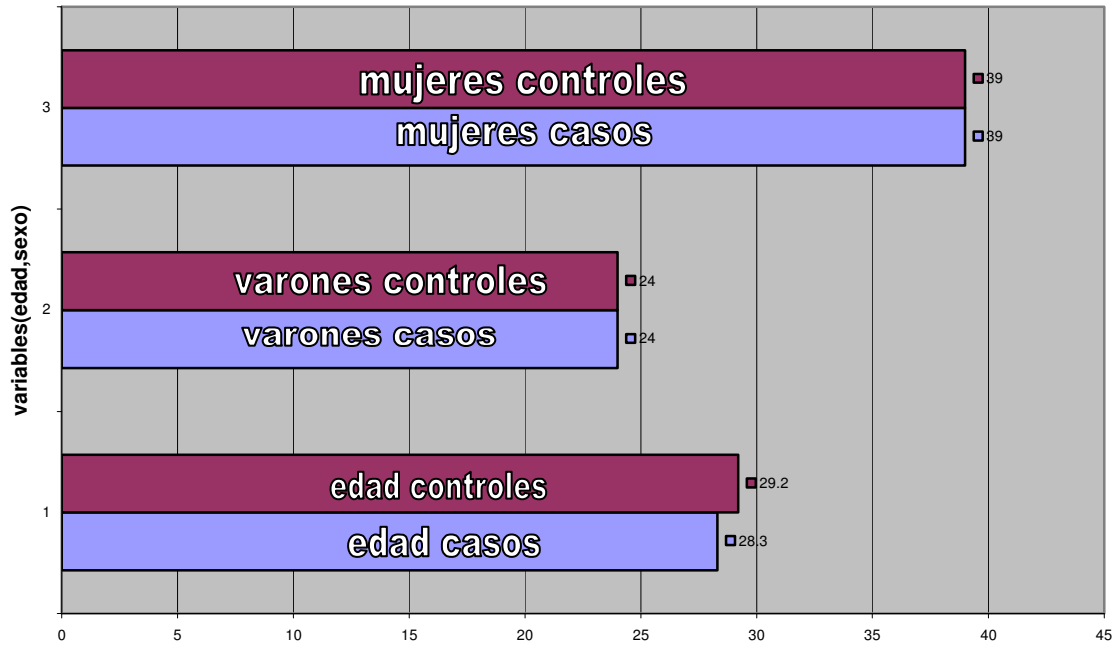 mujeres controles
39
3
mujeres casos
39
variables(edad,sexo)
varones controles
24
2
varones casos
24
edad controles
29.2
1
edad casos
28.3
0 5 10 15 20 25 30 35 40 45